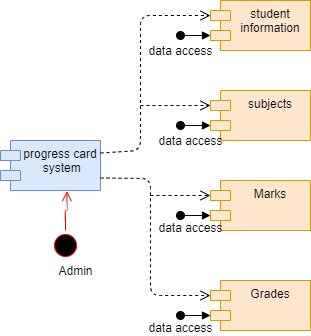 student
information
data access
subjects
data access
progress card
system
Marks
data access
Admin
Grades
data access